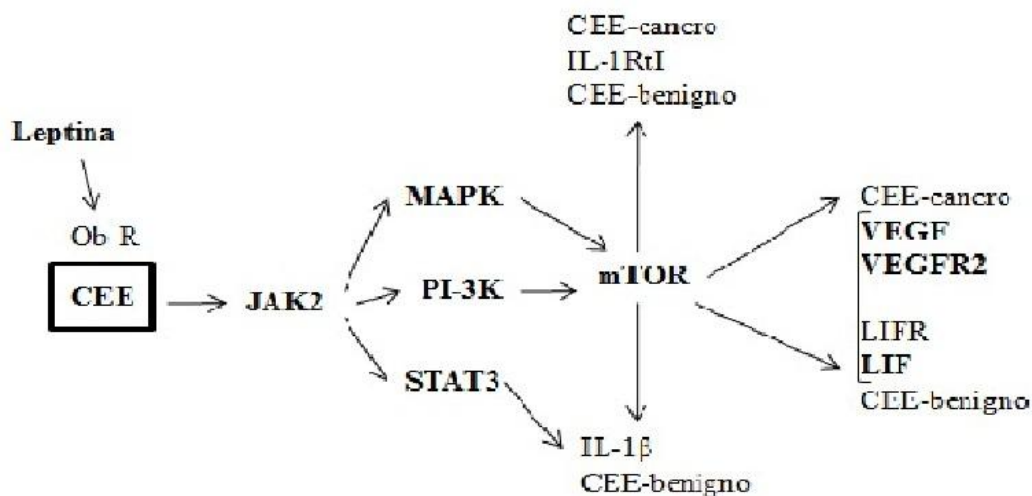 CEE-cancro
IL-1RtI
CEE-benigno
Leptina
Ob R
CEE
JAK2
MAPK
PI-3K
STAT3
mTOR
IL-1β
CEE-benigno
CEE-cancro
VEGF
VEGFR2
LIFR
LIF
CEE-benigno